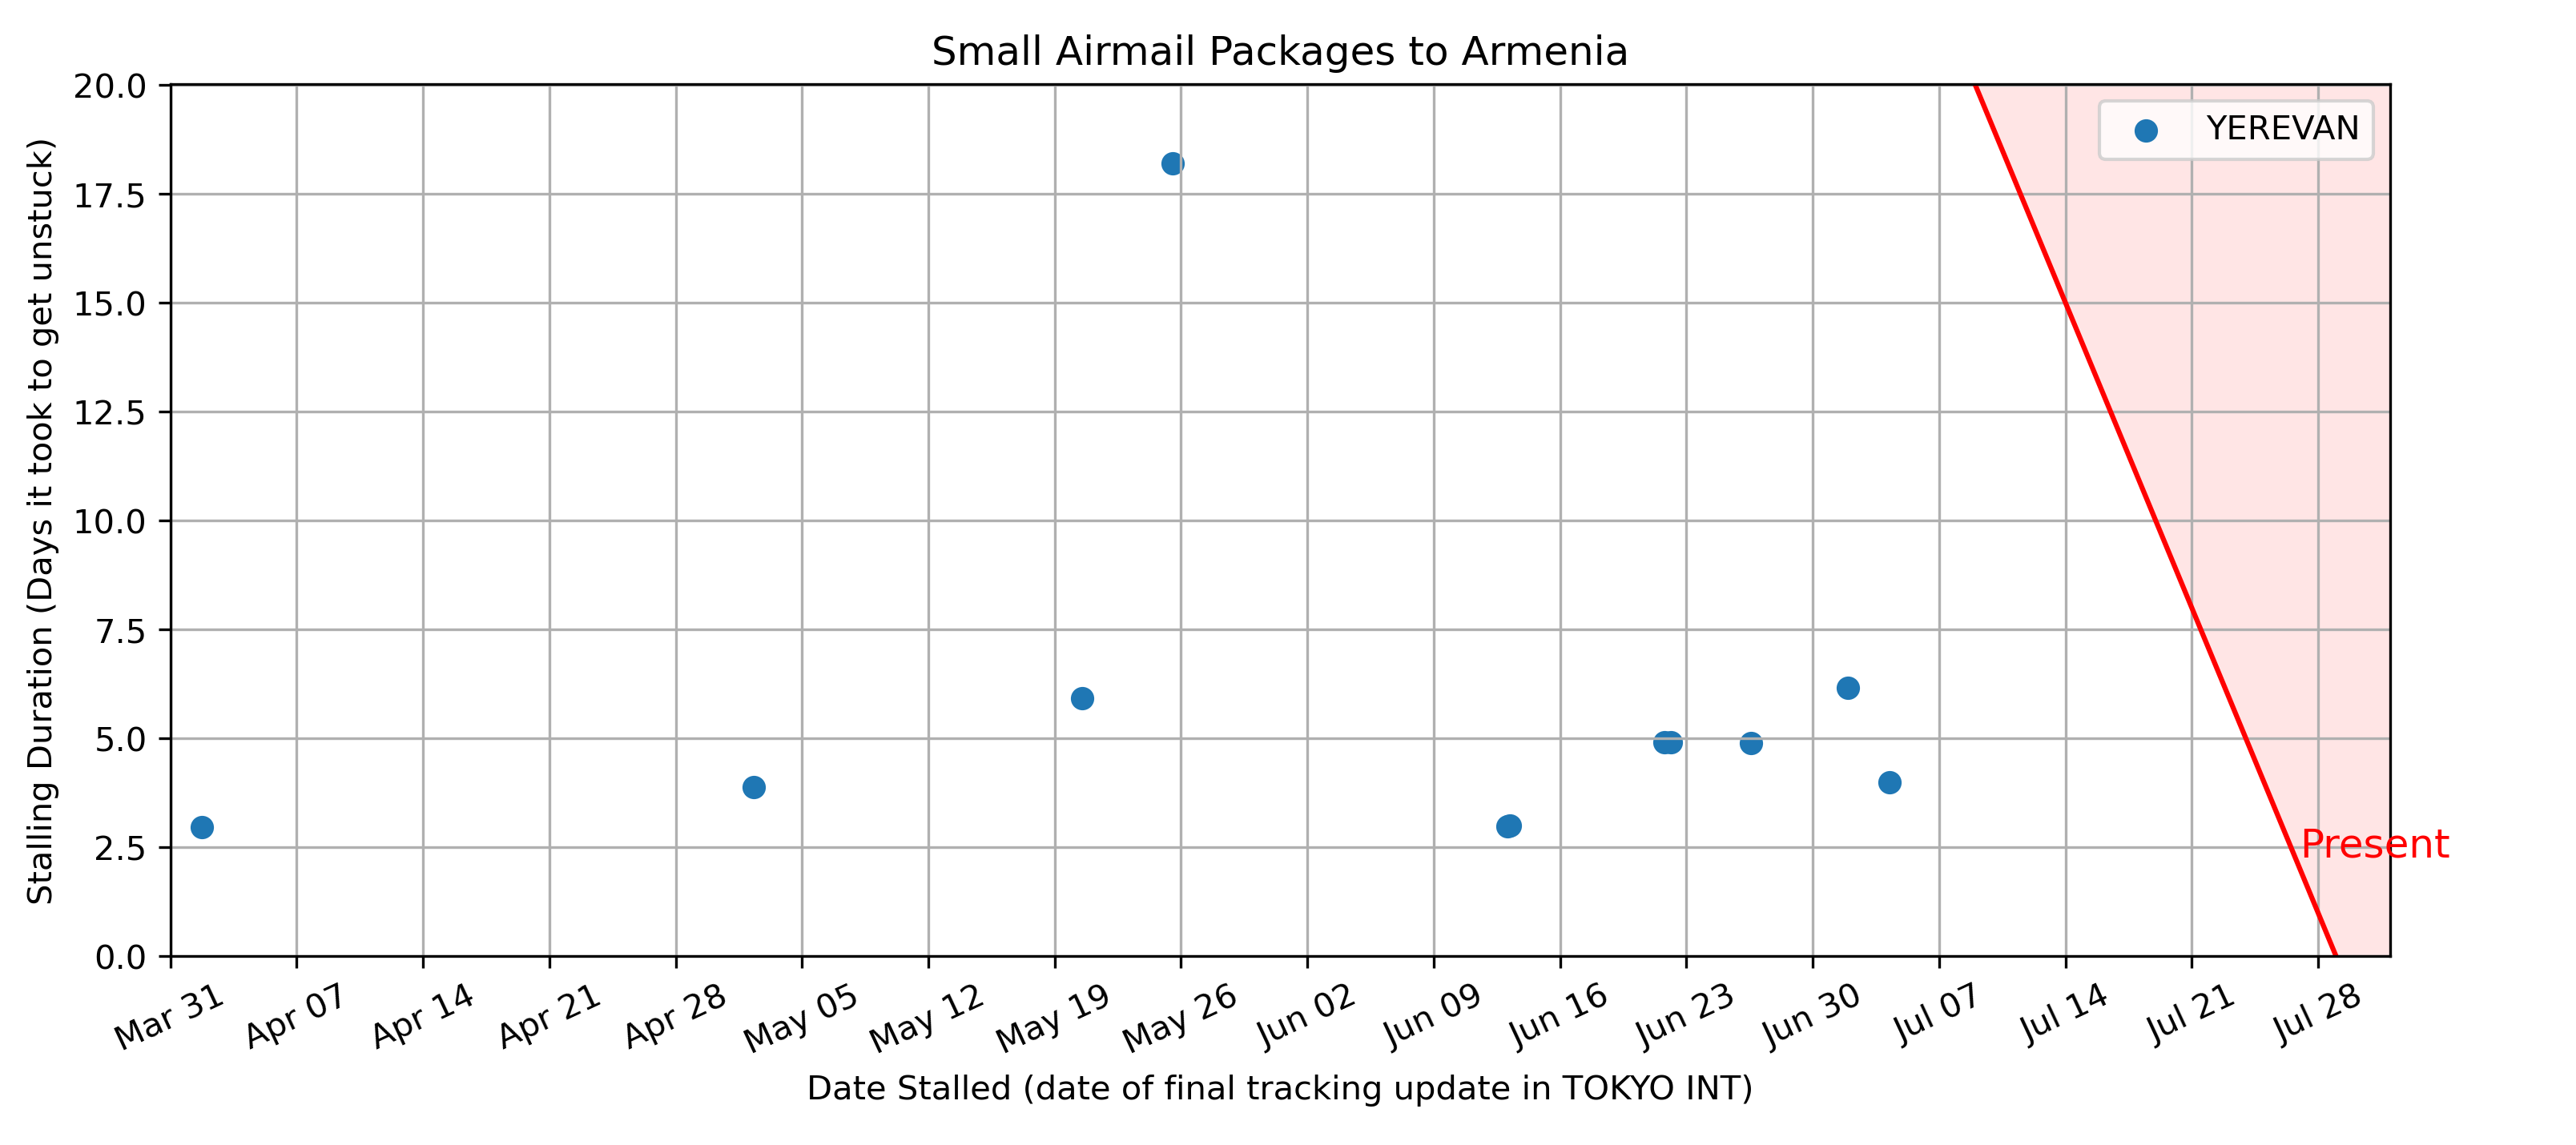 Small Airmail Packages to Armenia
YEREVAN
Stalling Duration (Days it took to get unstuck)
20.0
17.5
15.0
12.5
10.0
7.5
5.0
2.5
0.0
Present
Mar 31 Apr 07 Apr 14 Apr 21 Apr 28 May 05 May 12 May 19 May 26 Jun 02 Jun 09 Jun 16 Jun 23 Jun 30 Jul 07 Jul 14 Jul 21 Jul 28
Date Stalled (date of final tracking update in TOKYO INT)